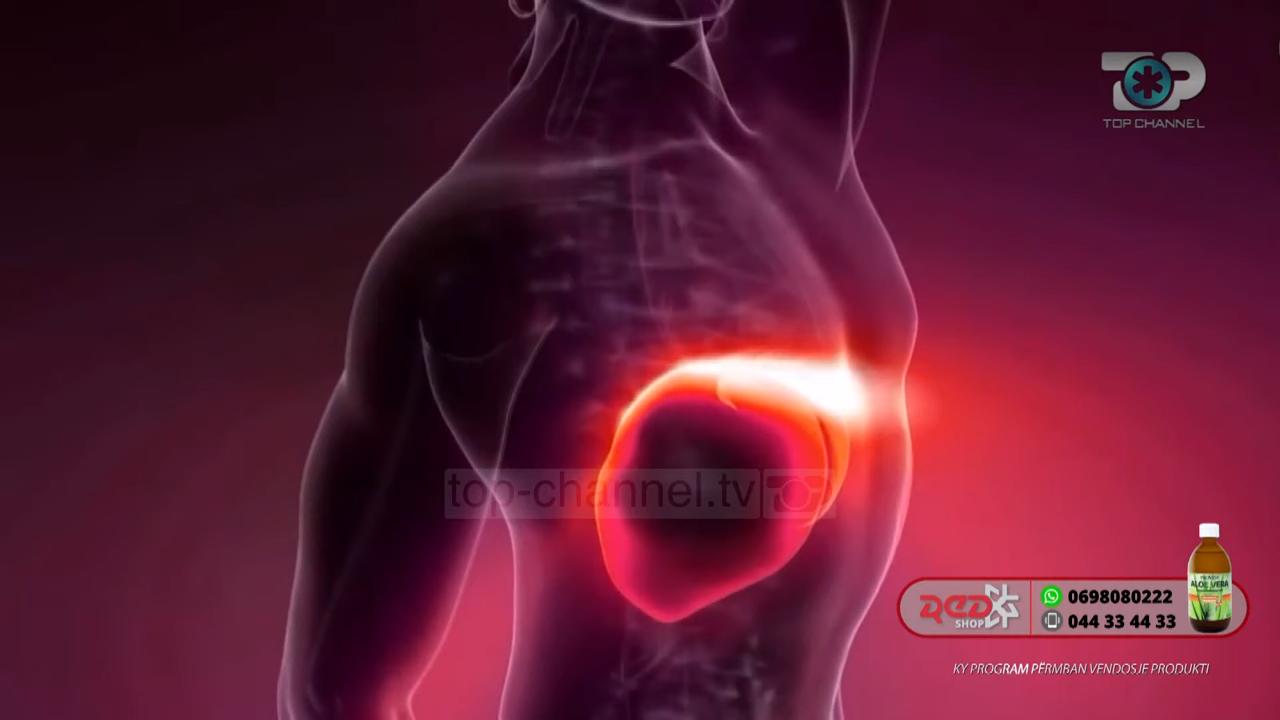 TOP CHANNEL
top-channel.tv
RED
SHOP
0698080222
044 33 44 33
ALOE VERA
KY PROGRAM PËRMBAN VENDOSJE PRODUKTI